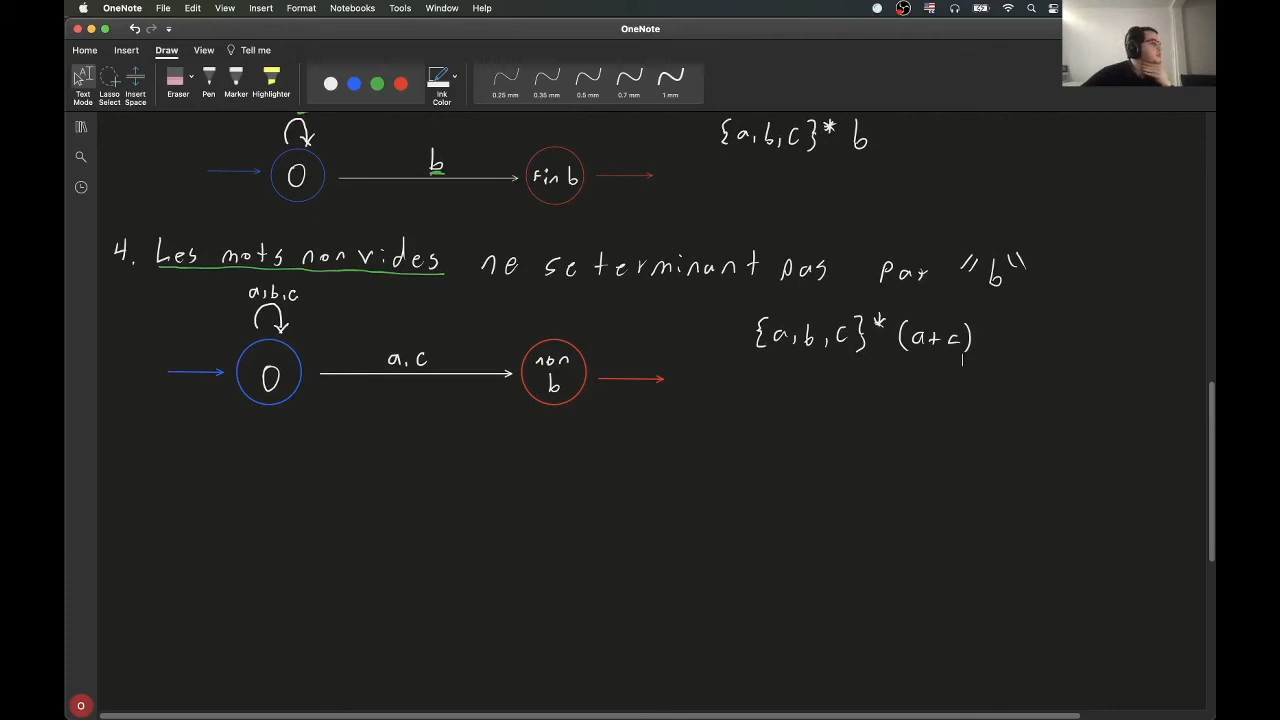 OneNote File Edit View Insert Format Notebooks Tools Window Help
OneNote
Home Insert Draw View Tell me
Text Mode
Lasso Select
Insert Space
Eraser
Pen
Marker
Highlighter
Ink Color
0.25 mm
0.35 mm
0.5 mm
0.7 mm
1 mm
{a,b,c}* b
b
0
fin b
4. Les mots non vides ne se terminant pas par "b"
a,b,c
{a,b,c}* (a+c)
a,c
0
non
b
O